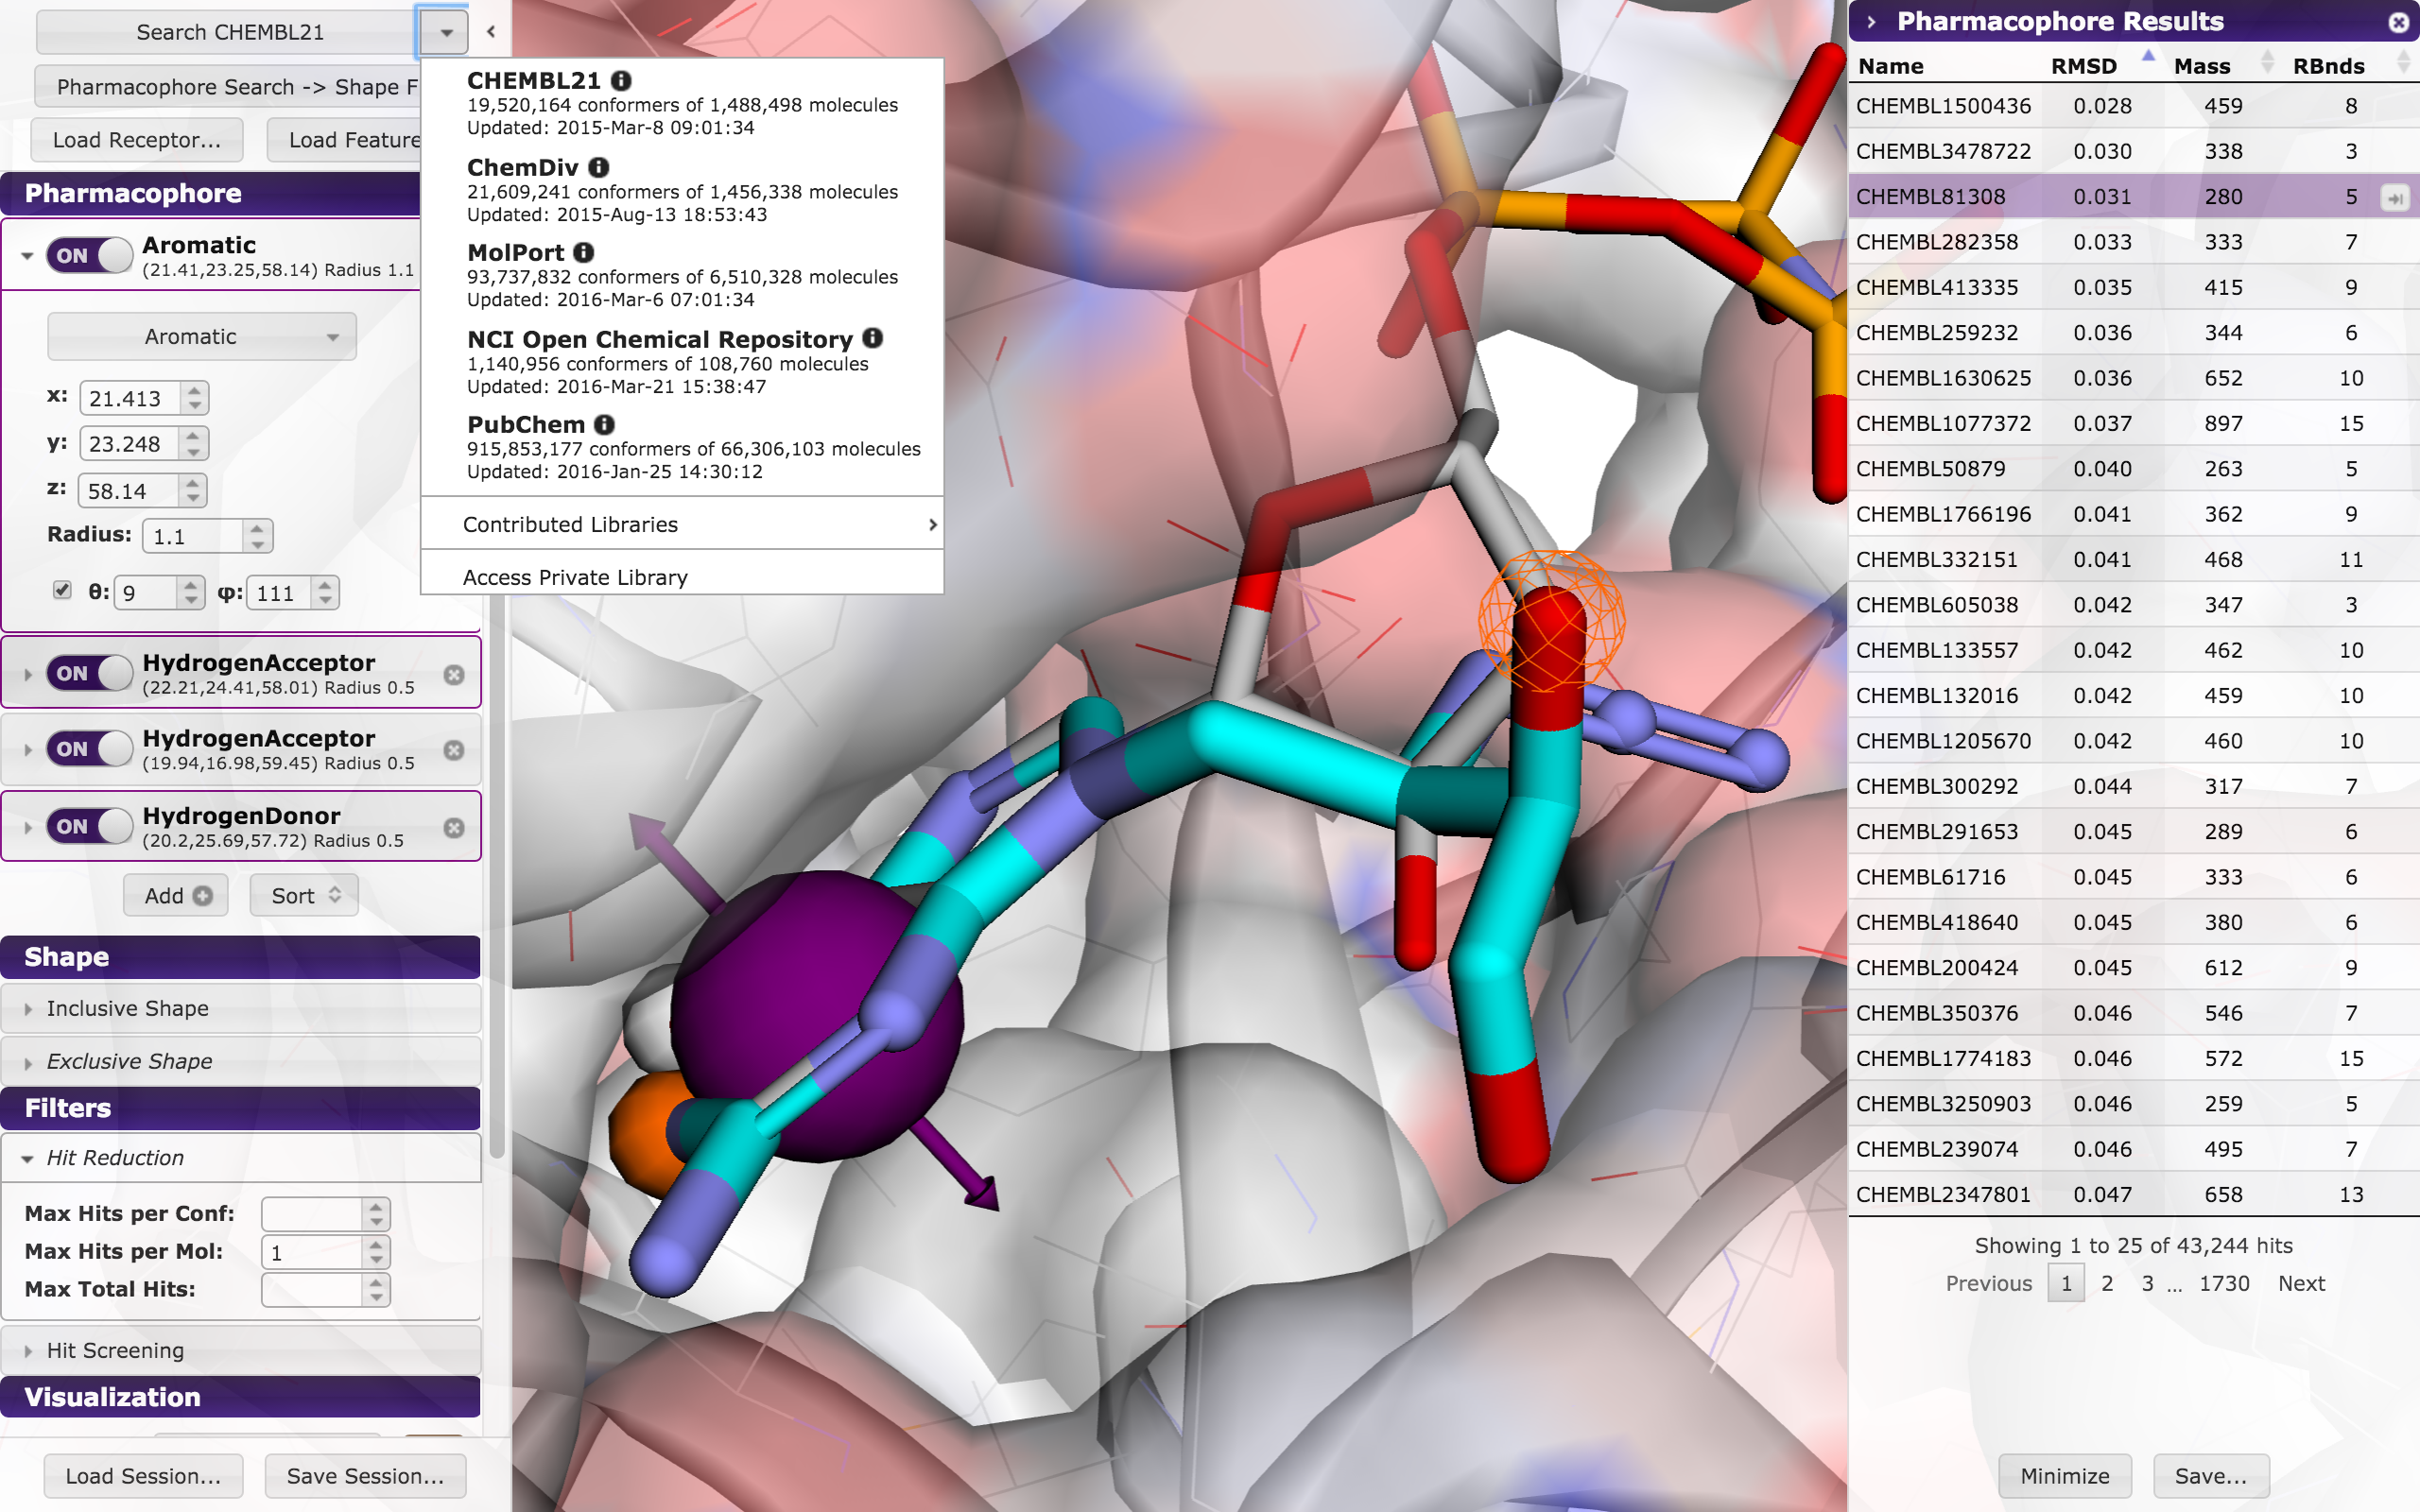 Search CHEMBL21
Pharmacophore Search -> Shape F
Load Receptor...
Load Feature
Pharmacophore
ON
Aromatic
(21.41,23.25,58.14) Radius 1.1
Aromatic
x: 21.413
y: 23.248
z: 58.14
Radius: 1.1
θ: 9 φ: 111
ON
HydrogenAcceptor
(22.21,24.41,58.01) Radius 0.5
ON
HydrogenAcceptor
(19.94,16.98,59.45) Radius 0.5
ON
HydrogenDonor
(20.2,25.69,57.72) Radius 0.5
Add
Sort
Shape
Inclusive Shape
Exclusive Shape
Filters
Hit Reduction
Max Hits per Conf:
Max Hits per Mol: 1
Max Total Hits:
Hit Screening
Visualization
Load Session...
Save Session...
CHEMBL21
19,520,164 conformers of 1,488,498 molecules
Updated: 2015-Mar-8 09:01:34
ChemDiv
21,609,241 conformers of 1,456,338 molecules
Updated: 2015-Aug-13 18:53:43
MolPort
93,737,832 conformers of 6,510,328 molecules
Updated: 2016-Mar-6 07:01:34
NCI Open Chemical Repository
1,140,956 conformers of 108,760 molecules
Updated: 2016-Mar-21 15:38:47
PubChem
915,853,177 conformers of 66,306,103 molecules
Updated: 2016-Jan-25 14:30:12
Contributed Libraries
Access Private Library
Pharmacophore Results
Name RMSD Mass RBnds
CHEMBL1500436 0.028 459 8
CHEMBL3478722 0.030 338 3
CHEMBL81308 0.031 280 5
CHEMBL282358 0.033 333 7
CHEMBL413335 0.035 415 9
CHEMBL259232 0.036 344 6
CHEMBL1630625 0.036 652 10
CHEMBL1077372 0.037 897 15
CHEMBL50879 0.040 263 5
CHEMBL1766196 0.041 362 9
CHEMBL332151 0.041 468 11
CHEMBL605038 0.042 347 3
CHEMBL133557 0.042 462 10
CHEMBL132016 0.042 459 10
CHEMBL1205670 0.042 460 10
CHEMBL300292 0.044 317 7
CHEMBL291653 0.045 289 6
CHEMBL61716 0.045 333 6
CHEMBL418640 0.045 380 6
CHEMBL200424 0.045 612 9
CHEMBL350376 0.046 546 7
CHEMBL1774183 0.046 572 15
CHEMBL3250903 0.046 259 5
CHEMBL239074 0.046 495 7
CHEMBL2347801 0.047 658 13
Showing 1 to 25 of 43,244 hits
Previous 1 2 3 ... 1730 Next
Minimize
Save...